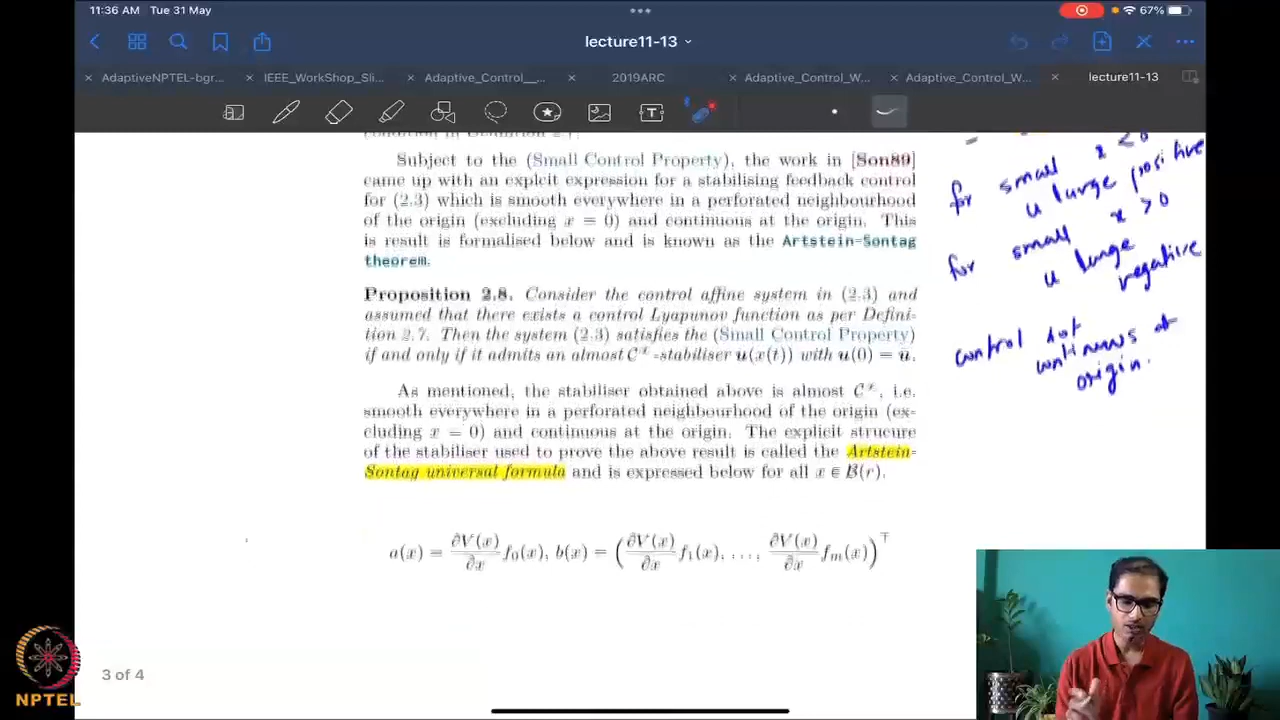 11:36 AM Tue 31 May
67%
lecture11-13
AdaptiveNPTEL-bgr...
IEEE_WorkShop_Sli...
Adaptive_Control__...
2019ARC
Adaptive_Control_W...
Adaptive_Control_W...
lecture11-13
Subject to the (Small Control Property), the work in [Son89]
came up with an explcit expression for a stabilising feedback control
for (2.3) which is smooth everywhere in a perforated neighbourhood
of the origin (excluding x = 0) and continuous at the origin. This
is result is formalised below and is known as the Artstein-Sontag
theorem.
Proposition 2.8. Consider the control affine system in (2.3) and
assumed that there exists a control Lyapunov function as per Defini-
tion 2.7. Then the system (2.3) satisfies the (Small Control Property)
if and only if it admits an almost C∞-stabiliser u(x(t)) with u(0) = u.
As mentioned, the stabiliser obtained above is almost C∞, i.e.
smooth everywhere in a perforated neighbourhood of the origin (ex-
cluding x = 0) and continuous at the origin. The explicit strucure
of the stabiliser used to prove the above result is called the Artstein-
Sontag universal formula and is expressed below for all x ∈ B(r).
a(x) = ∂V(x)/∂x f₀(x), b(x) = (∂V(x)/∂x f₁(x), ..., ∂V(x)/∂x fₘ(x))⊤
for small x < 0
u large positive
for small x > 0
u large negative
control not
continuous at
origin.
3 of 4
NPTEL